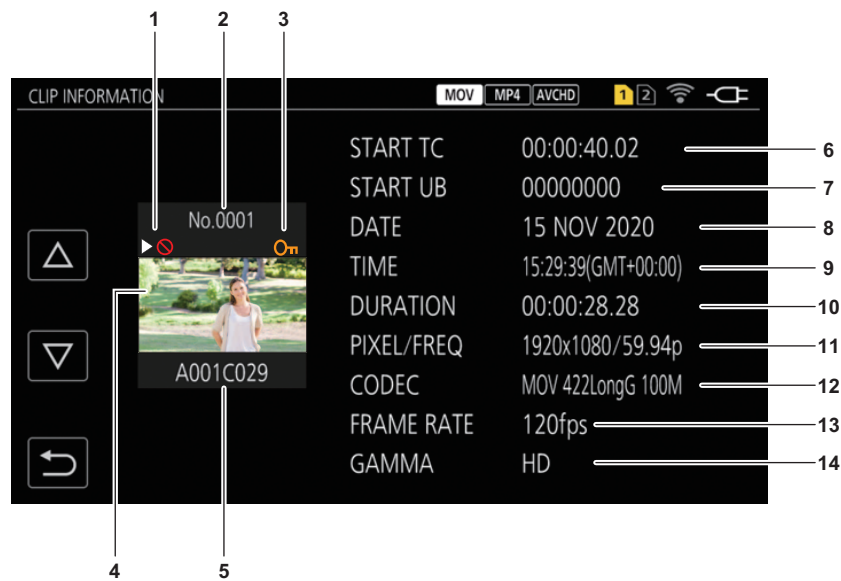 1 2 3
CLIP INFORMATION MOV MP4 AVCHD 1 2
START TC 00:00:40.02 6
START UB 00000000 7
No.0001
DATE 15 NOV 2020 8
TIME 15:29:39(GMT+00:00) 9
DURATION 00:00:28.28 10
PIXEL/FREQ 1920x1080/59.94p 11
A001C029
CODEC MOV 422LongG 100M 12
FRAME RATE 120fps 13
GAMMA HD 14
4 5